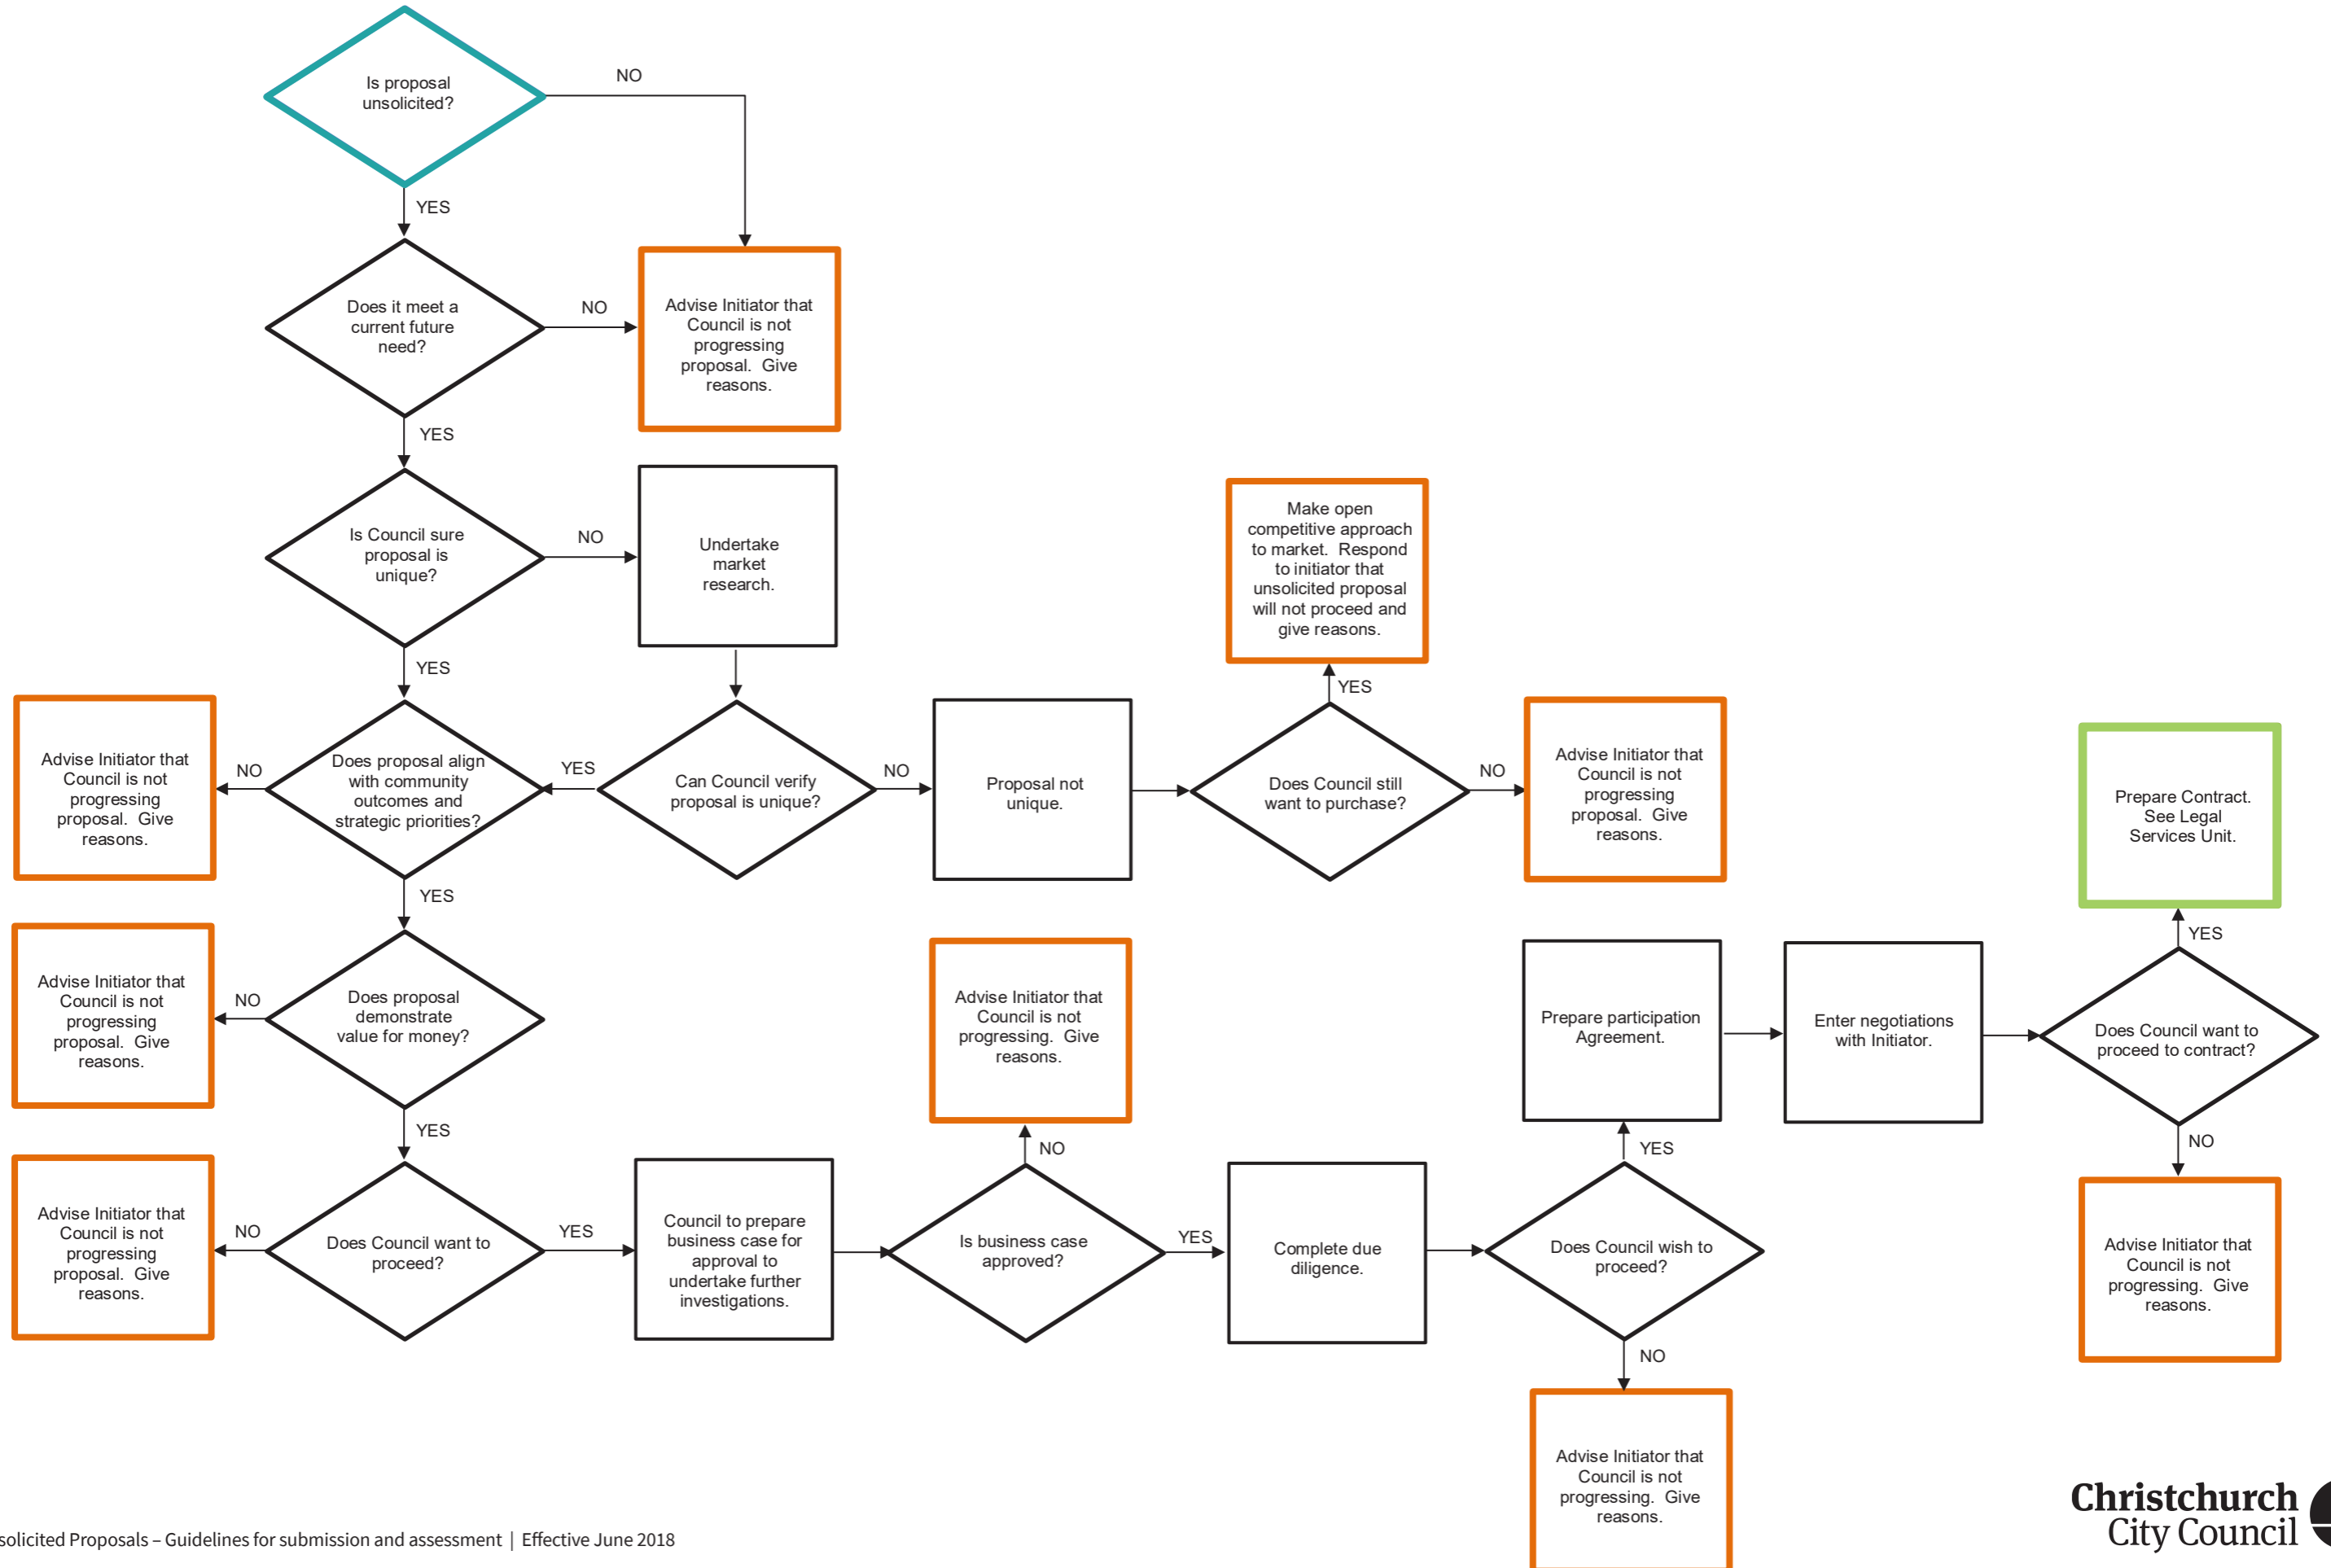 Is proposal
unsolicited?
NO
YES
Does it meet a
current future
need?
NO
Advise Initiator that
Council is not
progressing
proposal. Give
reasons.
YES
Is Council sure
proposal is
unique?
NO
Undertake
market
research.
YES
Make open
competitive approach
to market. Respond
to initiator that
unsolicited proposal
will not proceed and
give reasons.
YES
Advise Initiator that
Council is not
progressing
proposal. Give
reasons.
NO
Does proposal align
with community
outcomes and
strategic priorities?
YES
Can Council verify
proposal is unique?
NO
Proposal not
unique.
Does Council still
want to purchase?
NO
Advise Initiator that
Council is not
progressing
proposal. Give
reasons.
Prepare Contract.
See Legal
Services Unit.
YES
YES
Advise Initiator that
Council is not
progressing
proposal. Give
reasons.
NO
Does proposal
demonstrate
value for money?
Advise Initiator that
Council is not
progressing. Give
reasons.
Prepare participation
Agreement.
Enter negotiations
with Initiator.
Does Council want to
proceed to contract?
YES
NO
YES
NO
Advise Initiator that
Council is not
progressing
proposal. Give
reasons.
NO
Does Council want to
proceed?
YES
Council to prepare
business case for
approval to
undertake further
investigations.
Is business case
approved?
YES
Complete due
diligence.
Does Council wish to
proceed?
Advise Initiator that
Council is not
progressing. Give
reasons.
NO
Advise Initiator that
Council is not
progressing. Give
reasons.
solicited Proposals – Guidelines for submission and assessment | Effective June 2018
Christchurch
City Council